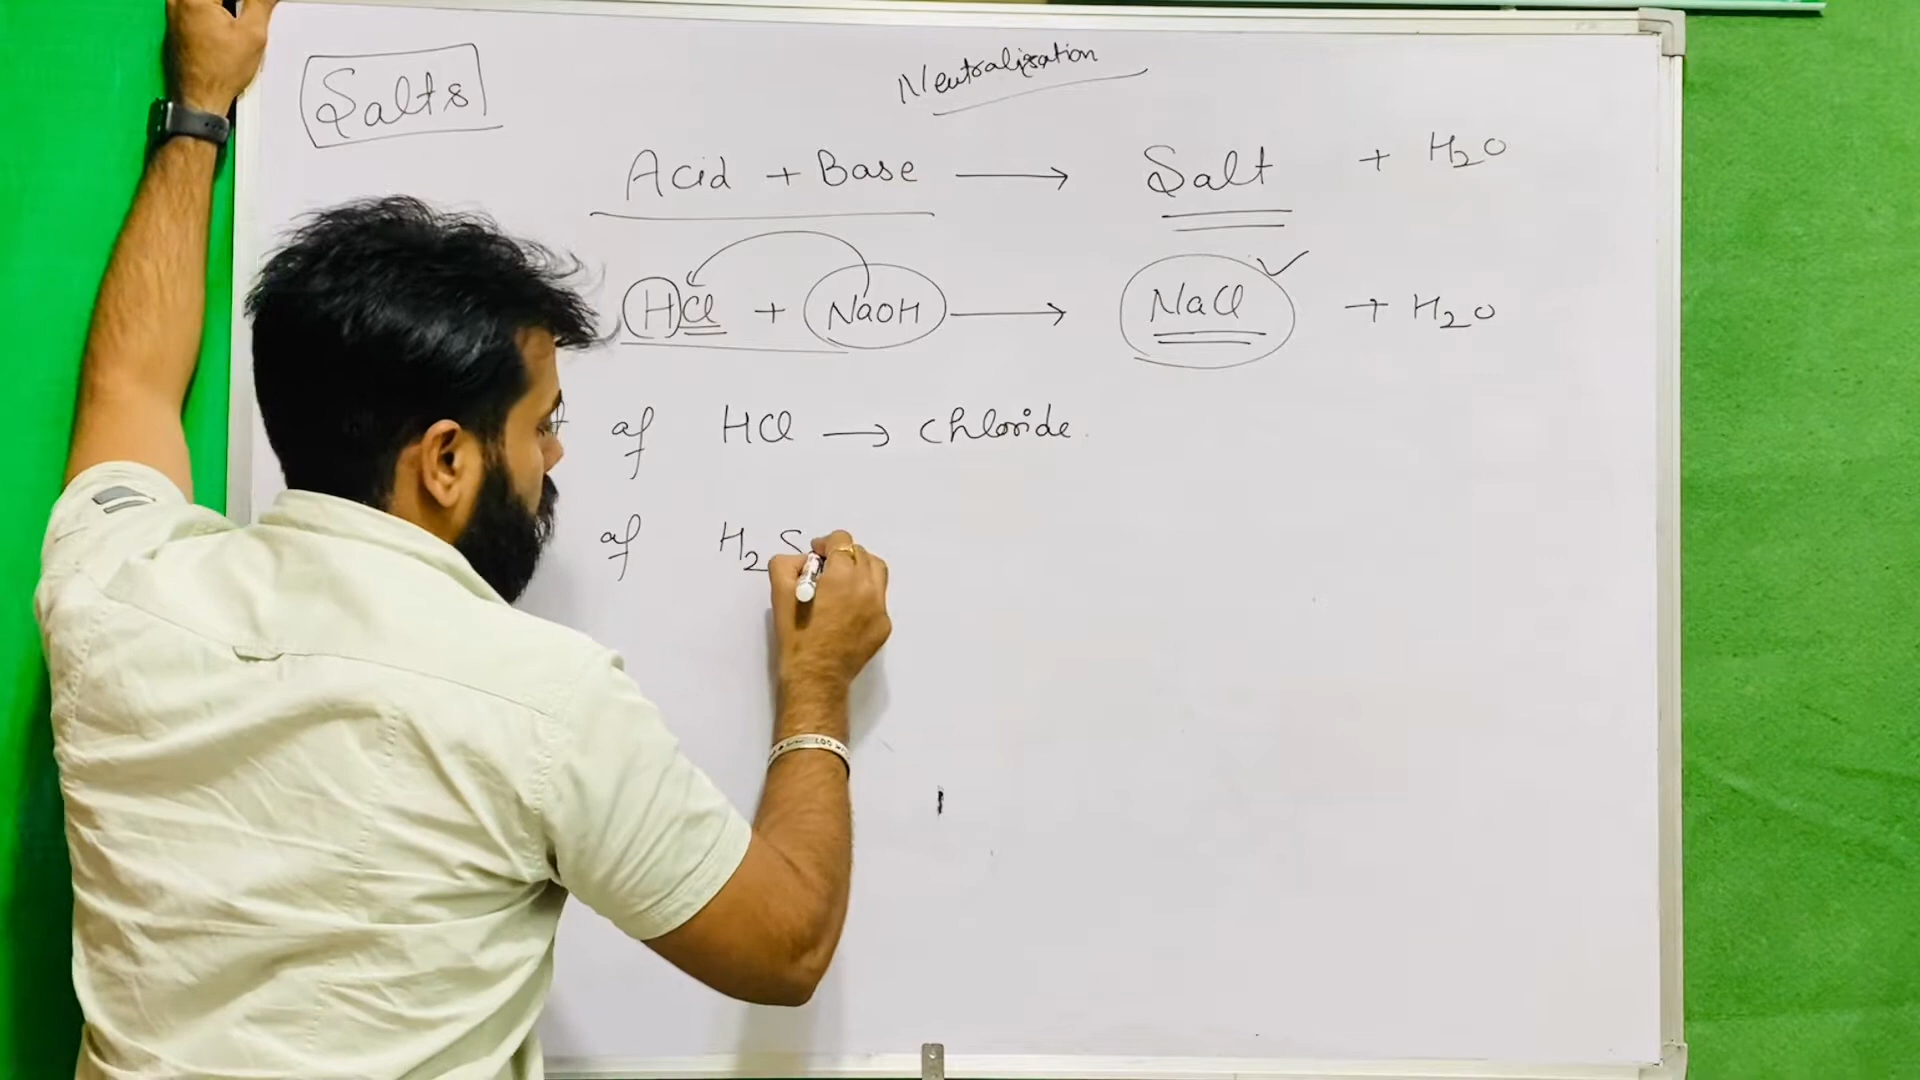 Salts
Neutralisation
Acid + Base → Salt + H₂O
HCl + NaOH → NaCl ✓ + H₂O
of HCl → Chloride.
of H₂S